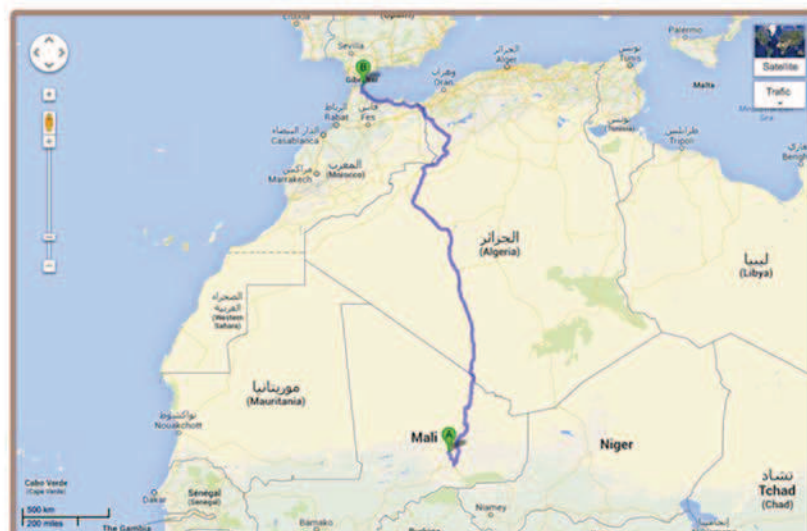 Sevilla
B
الجزائر
Alger
تونس
Tunis
Palermo
Satellite
Malta
Trafic
وهران
Oran
الرباط
Rabat
فاس
Fes
الدار البيضاء
Casablanca
طرابلس
Tripoli
المغرب
(Morocco)
مراكش
Marrakech
(Tunisia)
الجزائر
(Algeria)
ليبيا
(Libya)
الصحراء
الغربية
(Western
Sahara)
موريتانيا
(Mauritania)
نواكشوط
Nouakchott
Mali
A
Niger
تشاد
Tchad
(Chad)
Cabo Verde
(Cape Verde)
Dakar
Sénégal
(Senegal)
500 km
200 miles
The Gambia
Bamako
Niamey